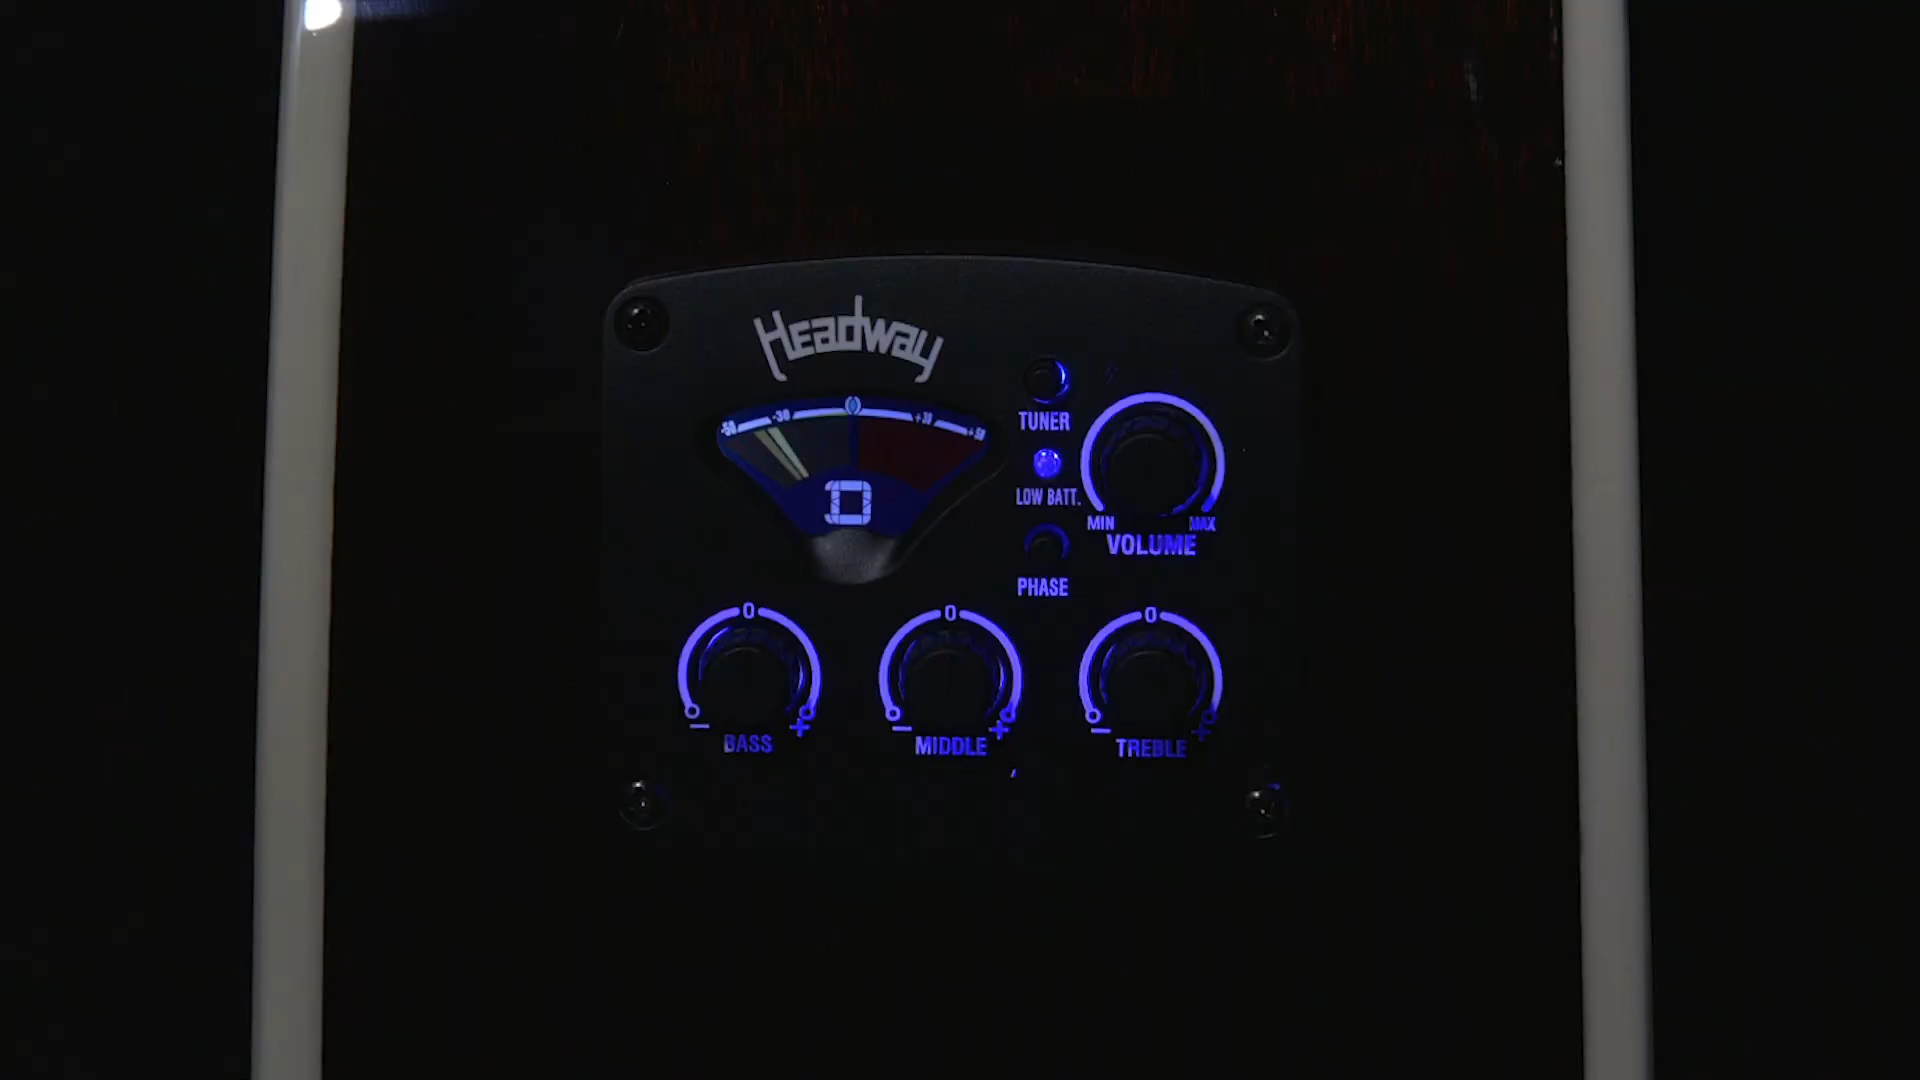 Headway
-50 -30 0 +30 +50
D
TUNER
LOW BATT.
PHASE
MIN MAX
VOLUME
0
- +
BASS
0
- +
MIDDLE
0
- +
TREBLE